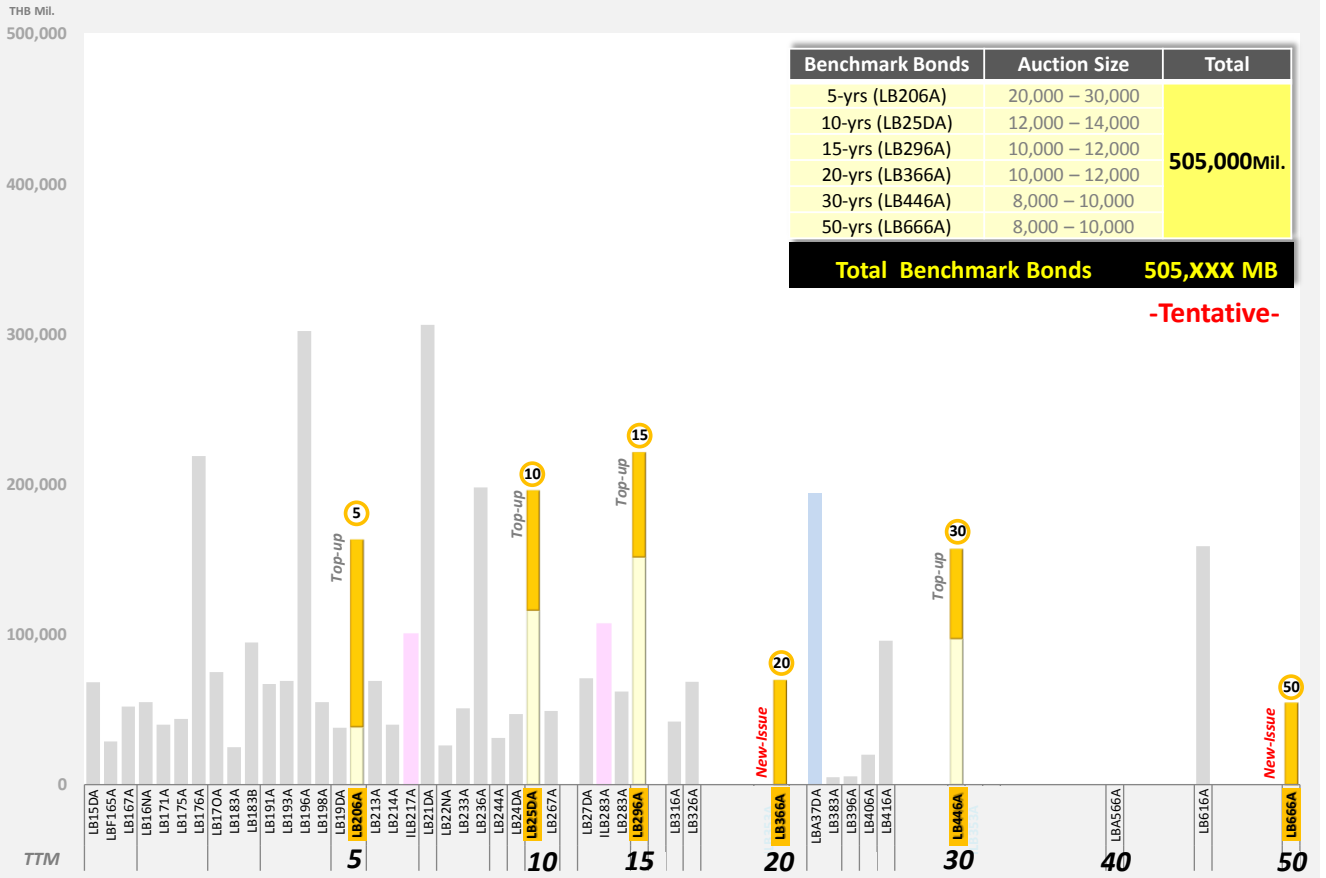 THB Mil.
500,000
400,000
300,000
200,000
100,000
0
Benchmark Bonds Auction Size Total
5-yrs (LB206A) 20,000 – 30,000
10-yrs (LB25DA) 12,000 – 14,000
15-yrs (LB296A) 10,000 – 12,000
505,000Mil.
20-yrs (LB366A) 10,000 – 12,000
30-yrs (LB446A) 8,000 – 10,000
50-yrs (LB666A) 8,000 – 10,000
Total Benchmark Bonds 505,XXX MB
-Tentative-
5
Top-up
10
Top-up
15
Top-up
20
New-Issue
30
Top-up
50
New-Issue
LB15DA
LBF165A
LB167A
LB16NA
LB171A
LB175A
LB176A
LB17OA
LB183A
LB183B
LB191A
LB193A
LB196A
LB198A
LB19DA
LB206A
LB213A
LB214A
ILB217A
LB21DA
LB22NA
LB233A
LB236A
LB244A
LB24DA
LB25DA
LB267A
LB27DA
ILB283A
LB283A
LB296A
LB316A
LB326A
LB366A
LBA37DA
LB383A
LB396A
LB406A
LB416A
LB446A
LBA566A
LB616A
LB666A
TTM 5 10 15 20 30 40 50